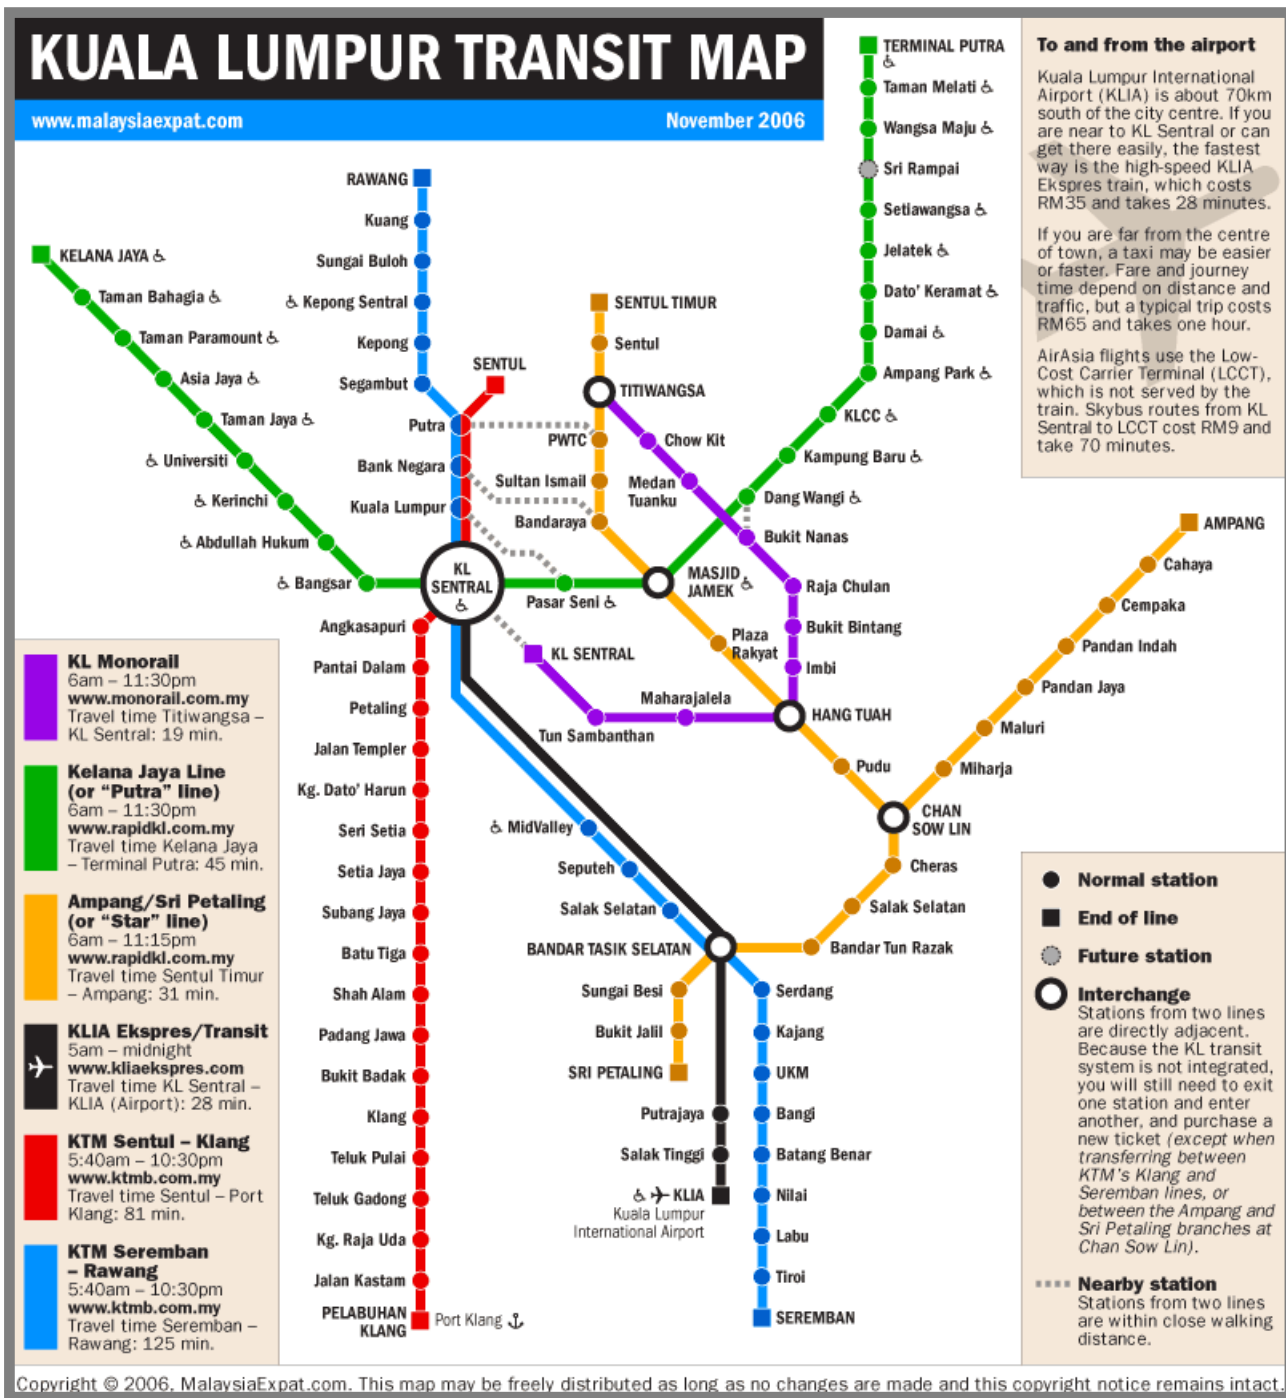 KUALA LUMPUR TRANSIT MAP
www.malaysiaexpat.com
November 2006
To and from the airport
Kuala Lumpur International
Airport (KLIA) is about 70km
south of the city centre. If you
are near to KL Sentral or can
get there easily, the fastest
way is the high-speed KLIA
Ekspres train, which costs
RM35 and takes 28 minutes.
If you are far from the centre
of town, a taxi may be easier
or faster. Fare and journey
time depend on distance and
traffic, but a typical trip costs
RM65 and takes one hour.
AirAsia flights use the Low-
Cost Carrier Terminal (LCCT),
which is not served by the
train. Skybus routes from KL
Sentral to LCCT cost RM9 and
take 70 minutes.
TERMINAL PUTRA
Taman Melati
Wangsa Maju
Sri Rampai
Setiawangsa
Jelatek
Dato' Keramat
Damai
Ampang Park
KLCC
Kampung Baru
Dang Wangi
MASJID
JAMEK
Pasar Seni
KL
SENTRAL
Bangsar
Abdullah Hukum
Kerinchi
Universiti
Taman Jaya
Asia Jaya
Taman Paramount
Taman Bahagia
KELANA JAYA
RAWANG
Kuang
Sungai Buloh
Kepong Sentral
Kepong
Segambut
Putra
Bank Negara
Kuala Lumpur
SENTUL
SENTUL TIMUR
Sentul
TITIWANGSA
PWTC
Sultan Ismail
Bandaraya
Chow Kit
Medan
Tuanku
Bukit Nanas
Raja Chulan
Bukit Bintang
Imbi
HANG TUAH
Maharajalela
Tun Sambanthan
KL SENTRAL
Plaza
Rakyat
Pudu
CHAN
SOW LIN
AMPANG
Cahaya
Cempaka
Pandan Indah
Pandan Jaya
Maluri
Miharja
Cheras
Salak Selatan
Bandar Tun Razak
BANDAR TASIK SELATAN
Sungai Besi
Bukit Jalil
SRI PETALING
MidValley
Seputeh
Salak Selatan
Serdang
Kajang
UKM
Bangi
Batang Benar
Nilai
Labu
Tiroi
SEREMBAN
Putrajaya
Salak Tinggi
KLIA
Kuala Lumpur
International Airport
Angkasapuri
Pantai Dalam
Petaling
Jalan Templer
Kg. Dato' Harun
Seri Setia
Setia Jaya
Subang Jaya
Batu Tiga
Shah Alam
Padang Jawa
Bukit Badak
Klang
Teluk Pulai
Teluk Gadong
Kg. Raja Uda
Jalan Kastam
PELABUHAN
KLANG
Port Klang
KL Monorail
6am – 11:30pm
www.monorail.com.my
Travel time Titiwangsa –
KL Sentral: 19 min.
Kelana Jaya Line
(or "Putra" line)
6am – 11:30pm
www.rapidkl.com.my
Travel time Kelana Jaya
– Terminal Putra: 45 min.
Ampang/Sri Petaling
(or "Star" line)
6am – 11:15pm
www.rapidkl.com.my
Travel time Sentul Timur
– Ampang: 31 min.
KLIA Ekspres/Transit
5am – midnight
www.kliaekspres.com
Travel time KL Sentral –
KLIA (Airport): 28 min.
KTM Sentul – Klang
5:40am – 10:30pm
www.ktmb.com.my
Travel time Sentul – Port
Klang: 81 min.
KTM Seremban
– Rawang
5:40am – 10:30pm
www.ktmb.com.my
Travel time Seremban –
Rawang: 125 min.
Normal station
End of line
Future station
Interchange
Stations from two lines
are directly adjacent.
Because the KL transit
system is not integrated,
you will still need to exit
one station and enter
another, and purchase a
new ticket (except when
transferring between
KTM's Klang and
Seremban lines, or
between the Ampang and
Sri Petaling branches at
Chan Sow Lin).
Nearby station
Stations from two lines
are within close walking
distance.
Copyright © 2006, MalaysiaExpat.com. This map may be freely distributed as long as no changes are made and this copyright notice remains intact